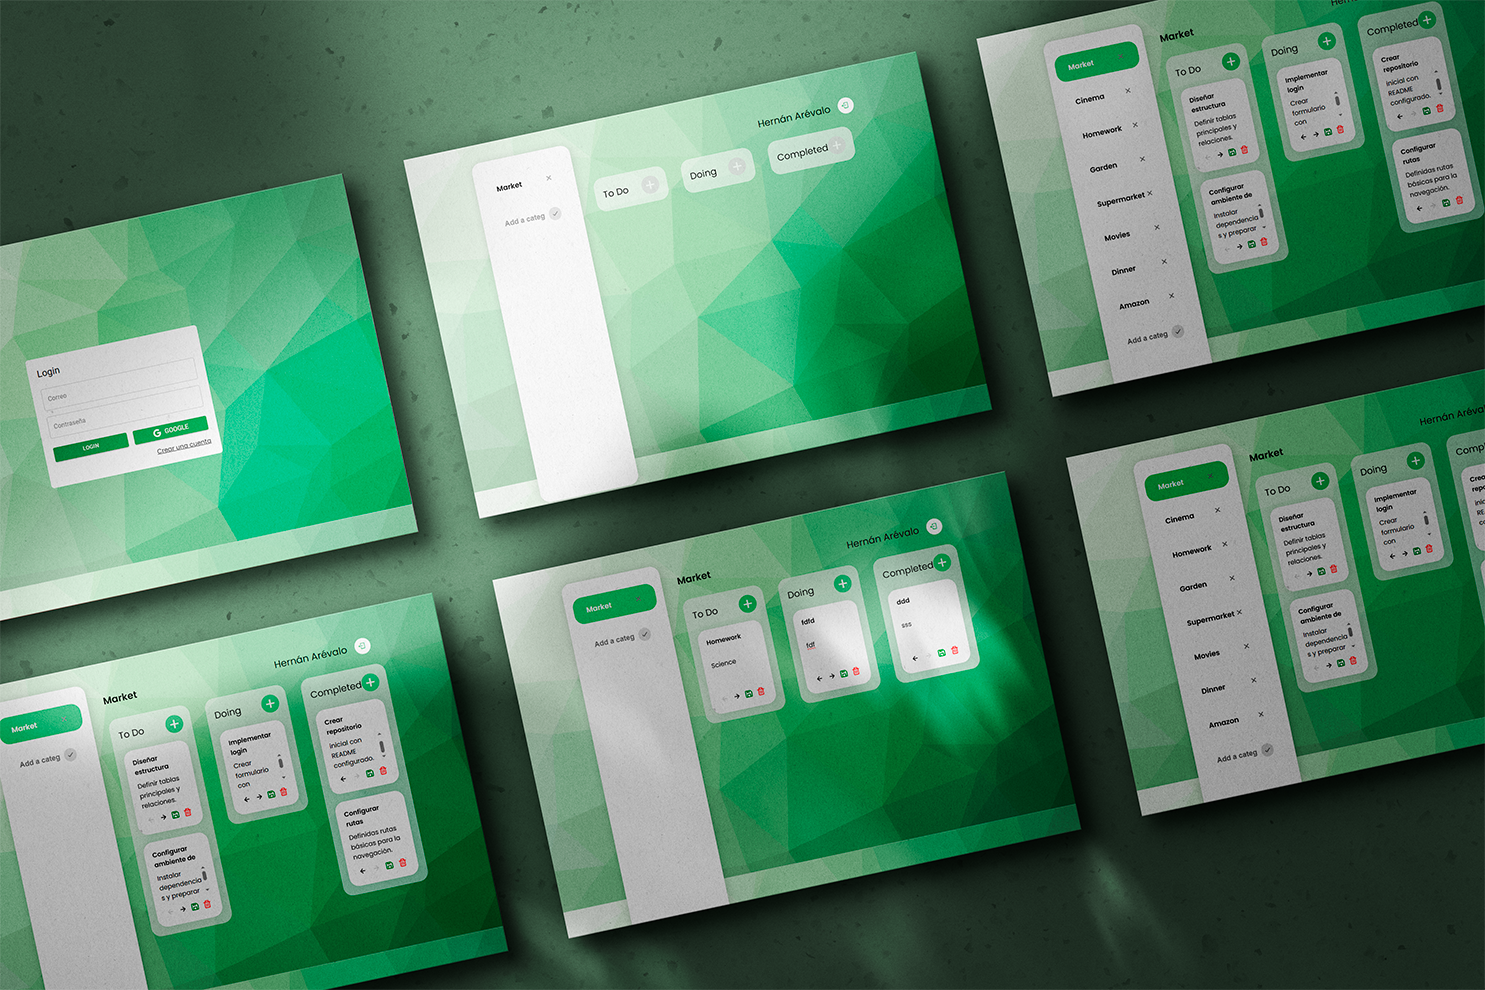 Login
Correo
Contraseña
LOGIN
GOOGLE
Crear una cuenta
Hernán Arévalo
Market
Add a categ
To Do
Doing
Completed
Market
Cinema
Homework
Garden
Supermarket
Movies
Dinner
Amazon
Add a categ
Market
To Do
Diseñar
estructura
Definir tablas
principales y
relaciones.
Configurar
ambiente de
Instalar
dependencia
s y preparar
Doing
Implementar
login
Crear
formulario
con
Completed
Crear
repositorio
inicial con
README
configurado.
Configurar
rutas
Definidas rutas
básicas para la
navegación.
Hernán Arévalo
Market
Add a categ
Market
To Do
Diseñar
estructura
Definir tablas
principales y
relaciones.
Configurar
ambiente de
Instalar
dependencia
s y preparar
Doing
Implementar
login
Crear
formulario
con
Completed
Crear
repositorio
inicial con
README
configurado.
Configurar
rutas
Definidas rutas
básicas para la
navegación.
Hernán Arévalo
Market
Add a categ
Market
To Do
Homework
Science
Doing
fdfd
fdf
Completed
ddd
sss
Hernán Aréval
Market
Cinema
Homework
Garden
Supermarket
Movies
Dinner
Amazon
Add a categ
Market
To Do
Diseñar
estructura
Definir tablas
principales y
relaciones.
Configurar
ambiente de
Instalar
dependencia
s y preparar
Doing
Implementar
login
Crear
formulario
con
Comp